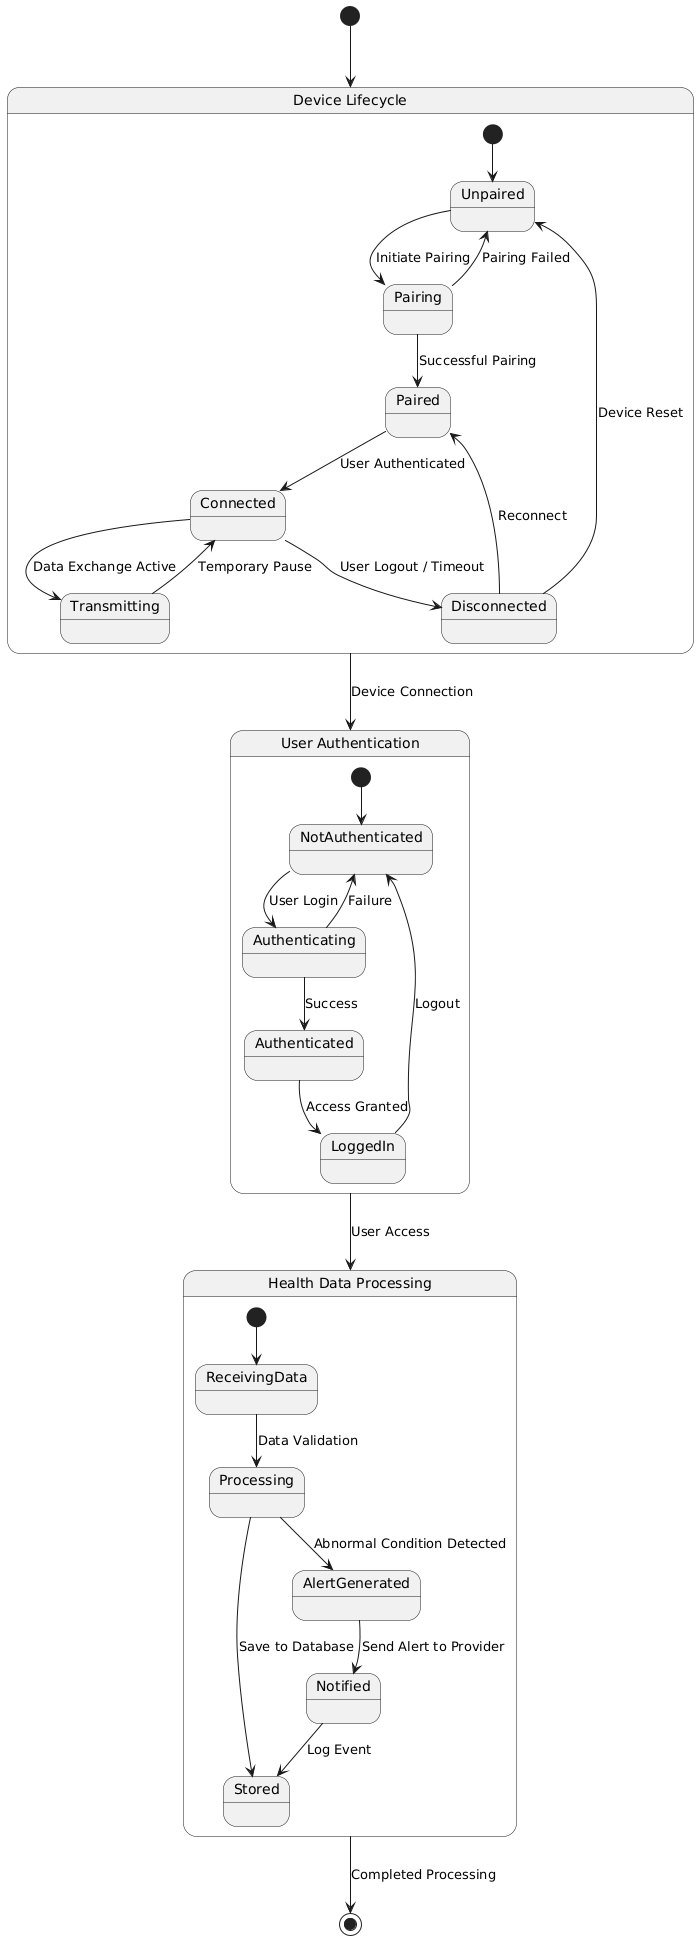 Device Lifecycle
Unpaired
Initiate Pairing
Pairing Failed
Pairing
Successful Pairing
Paired
Device Reset
User Authenticated
Connected
Reconnect
Data Exchange Active
Temporary Pause
User Logout / Timeout
Transmitting
Disconnected
Device Connection
User Authentication
NotAuthenticated
User Login
Failure
Authenticating
Success
Logout
Authenticated
Access Granted
LoggedIn
User Access
Health Data Processing
ReceivingData
Data Validation
Processing
Abnormal Condition Detected
AlertGenerated
Save to Database
Send Alert to Provider
Notified
Log Event
Stored
Completed Processing